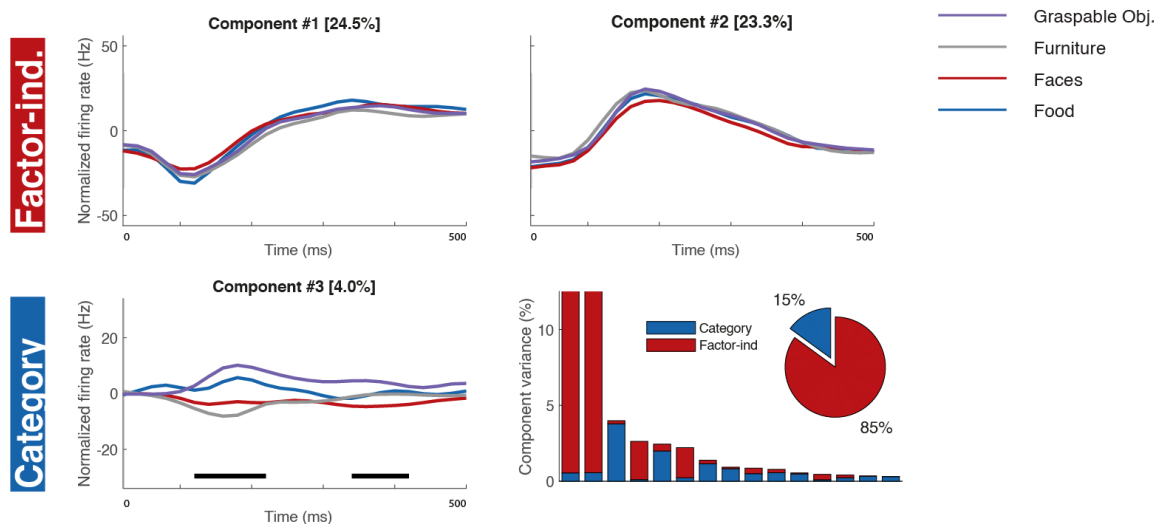 Factor-ind.
Component #1 [24.5%]
Normalized firing rate (Hz)
50
0
-50
0
500
Time (ms)
Component #2 [23.3%]
0
500
Time (ms)
Graspable Obj.
Furniture
Faces
Food
Category
Component #3 [4.0%]
Normalized firing rate (Hz)
20
0
-20
0
500
Time (ms)
Component variance (%)
10
5
0
Category
Factor-ind
15%
85%